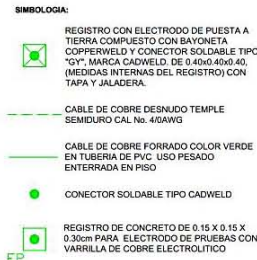 SIMBOLOGIA:
REGISTRO CON ELECTRODO DE PUESTA A
TIERRA COMPUESTO CON BAYONETA
COPPERWELD Y CONECTOR SOLDABLE TIPO
"GY", MARCA CADWELD. DE 0.40x0.40x0.40,
(MEDIDAS INTERNAS DEL REGISTRO) CON
TAPA Y JALADERA.
CABLE DE COBRE DESNUDO TEMPLE
SEMIDURO CAL No. 4/0AWG
CABLE DE COBRE FORRADO COLOR VERDE
EN TUBERIA DE PVC USO PESADO
ENTERRADA EN PISO
CONECTOR SOLDABLE TIPO CADWELD
REGISTRO DE CONCRETO DE 0.15 X 0.15 X
0.30cm PARA ELECTRODO DE PRUEBAS CON
VARRILLA DE COBRE ELECTROLITICO
EP